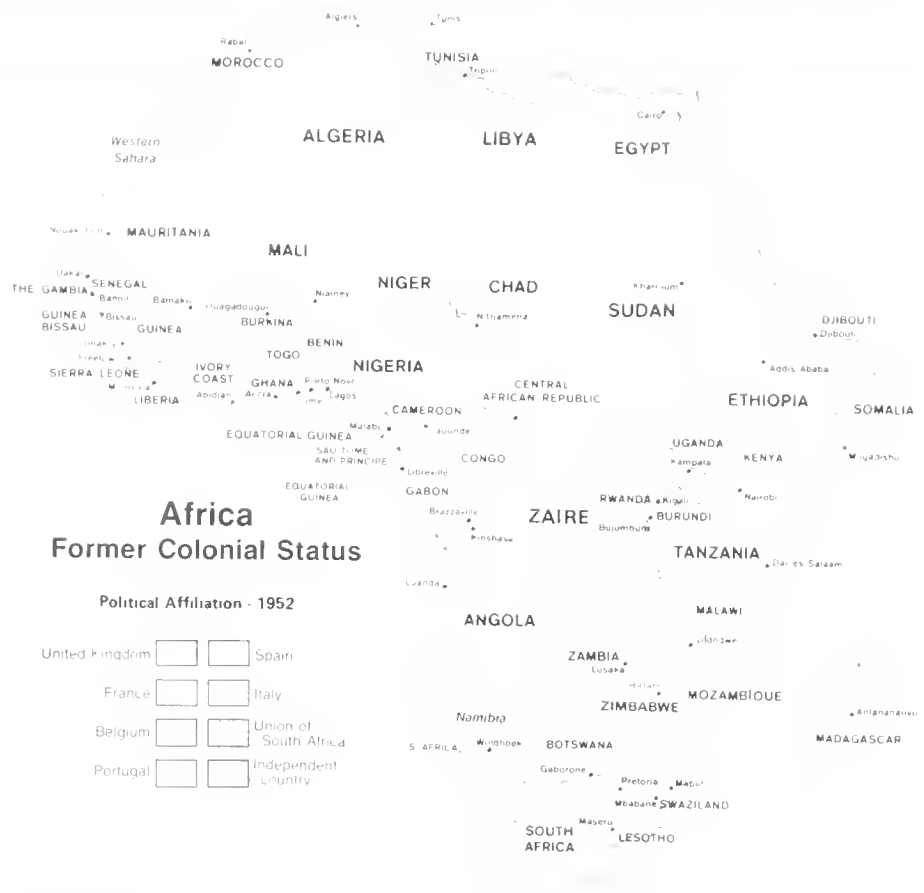 Algiers
Tunis
Rabat
MOROCCO
TUNISIA
Tripoli
Cairo
ALGERIA
LIBYA
EGYPT
Western
Sahara
MAURITANIA
MALI
Dakar
SENEGAL
THE GAMBIA
Banjul
Bamako
Niamey
NIGER
CHAD
Khartoum
SUDAN
GUINEA
BISSAU
Bissau
GUINEA
BURKINA
N'Djamena
DJIBOUTI
Djibouti
BENIN
TOGO
NIGERIA
SIERRA LEONE
IVORY
COAST
GHANA
Porto Novo
Lagos
Abidjan
Accra
LIBERIA
CENTRAL
AFRICAN REPUBLIC
Addis Ababa
ETHIOPIA
SOMALIA
CAMEROON
Malabo
EQUATORIAL GUINEA
SAO TOME
AND PRINCIPE
CONGO
UGANDA
Kampala
KENYA
Mogadishu
Libreville
EQUATORIAL
GUINEA
GABON
Brazzaville
Kinshasa
ZAIRE
RWANDA
Kigali
Nairobi
Bujumbura
BURUNDI
Africa
Former Colonial Status
TANZANIA
Dar es Salaam
Luanda
Political Affiliation - 1952
ANGOLA
MALAWI
Lilongwe
United Kingdom
Spain
ZAMBIA
Lusaka
France
Italy
ZIMBABWE
MOZAMBIQUE
Antananarivo
MADAGASCAR
Belgium
Union of
South Africa
Namibia
S. AFRICA
Windhoek
BOTSWANA
Portugal
Independent
Country
Gaborone
Pretoria
Mbabane
SWAZILAND
Maseru
SOUTH
AFRICA
LESOTHO